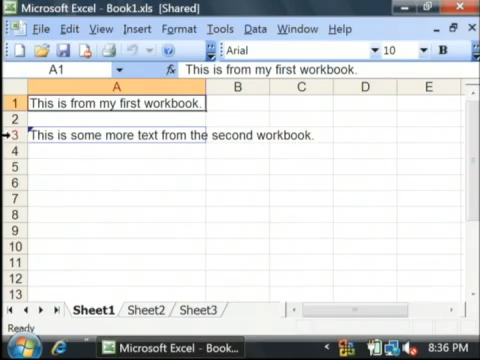 Microsoft Excel - Book1.xls [Shared]
File Edit View Insert Format Tools Data Window Help
Arial 10 B
A1 fx This is from my first workbook.
A B C D E
1 This is from my first workbook.
2
3 This is some more text from the second workbook.
4
5
6
7
8
9
10
11
12
13
Sheet1 Sheet2 Sheet3
Ready
Microsoft Excel - Book... 8:36 PM